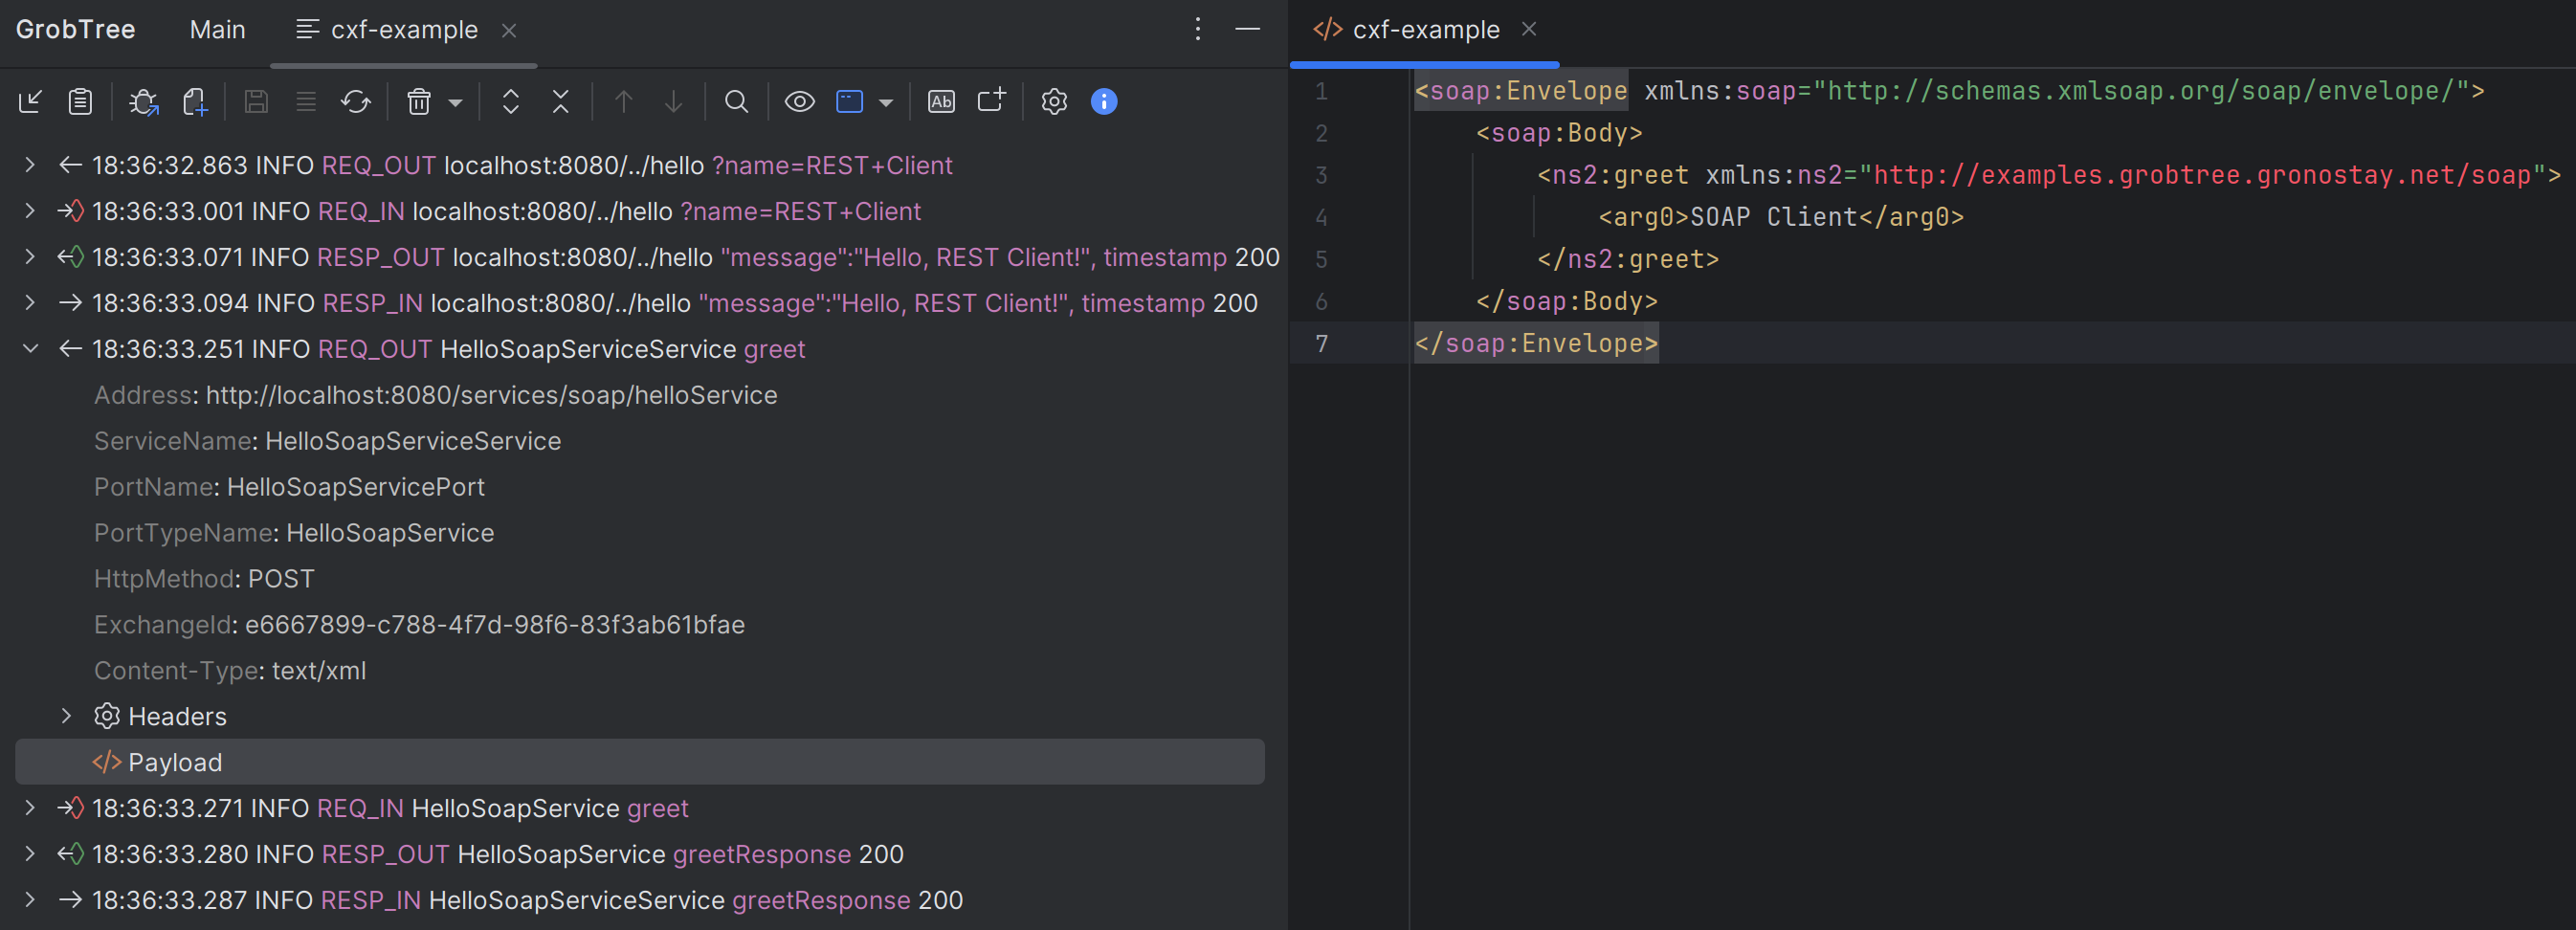 GrobTree Main cxf-example
18:36:32.863 INFO REQ_OUT localhost:8080/../hello ?name=REST+Client
18:36:33.001 INFO REQ_IN localhost:8080/../hello ?name=REST+Client
18:36:33.071 INFO RESP_OUT localhost:8080/../hello "message":"Hello, REST Client!", timestamp 200
18:36:33.094 INFO RESP_IN localhost:8080/../hello "message":"Hello, REST Client!", timestamp 200
18:36:33.251 INFO REQ_OUT HelloSoapServiceService greet
Address: http://localhost:8080/services/soap/helloService
ServiceName: HelloSoapServiceService
PortName: HelloSoapServicePort
PortTypeName: HelloSoapService
HttpMethod: POST
ExchangeId: e6667899-c788-4f7d-98f6-83f3ab61bfae
Content-Type: text/xml
Headers
</> Payload
18:36:33.271 INFO REQ_IN HelloSoapService greet
18:36:33.280 INFO RESP_OUT HelloSoapService greetResponse 200
18:36:33.287 INFO RESP_IN HelloSoapServiceService greetResponse 200
</> cxf-example
1 <soap:Envelope xmlns:soap="http://schemas.xmlsoap.org/soap/envelope/">
2 <soap:Body>
3 <ns2:greet xmlns:ns2="http://examples.grobtree.gronostay.net/soap">
4 <arg0>SOAP Client</arg0>
5 </ns2:greet>
6 </soap:Body>
7 </soap:Envelope>